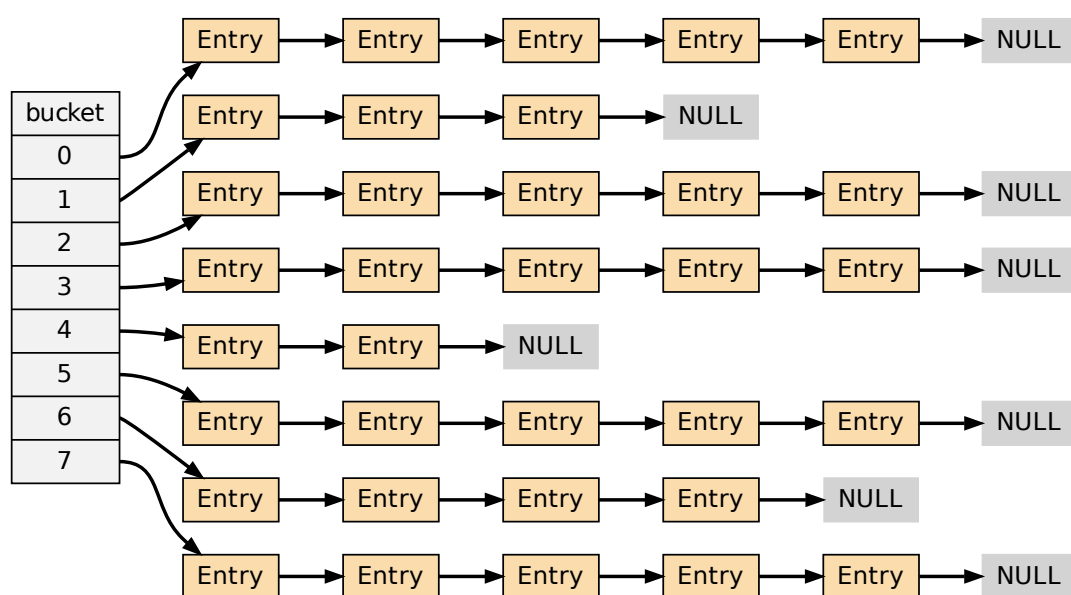 Entry Entry Entry Entry Entry NULL
bucket
Entry Entry Entry NULL
0
1
Entry Entry Entry Entry Entry NULL
2
3
Entry Entry Entry Entry Entry NULL
4
Entry Entry NULL
5
6
Entry Entry Entry Entry Entry NULL
7
Entry Entry Entry Entry NULL
Entry Entry Entry Entry Entry NULL